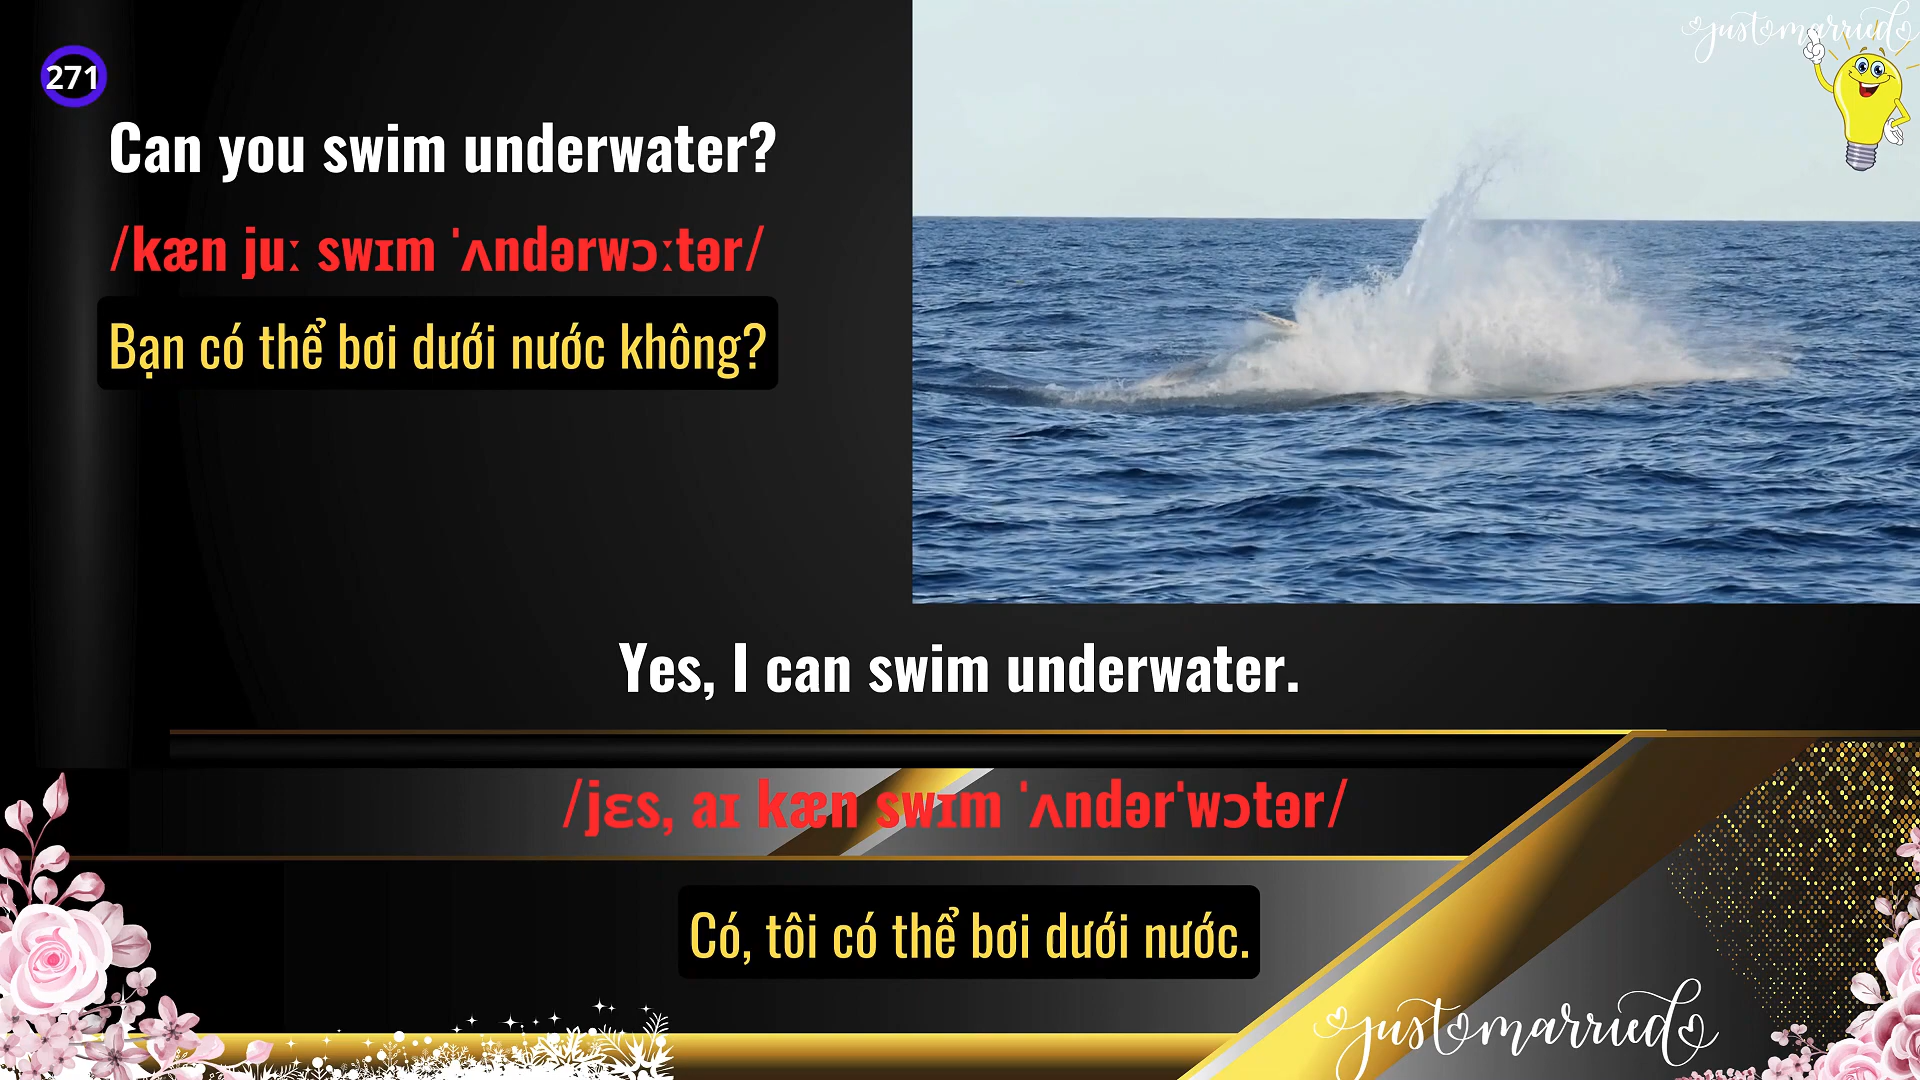 justmarried
271
Can you swim underwater?
/kæn juː swɪm ˈʌndərwɔːtər/
Bạn có thể bơi dưới nước không?
Yes, I can swim underwater.
/jɛs, aɪ kæn swɪm ˈʌndərˈwɔtər/
Có, tôi có thể bơi dưới nước.
justmarried